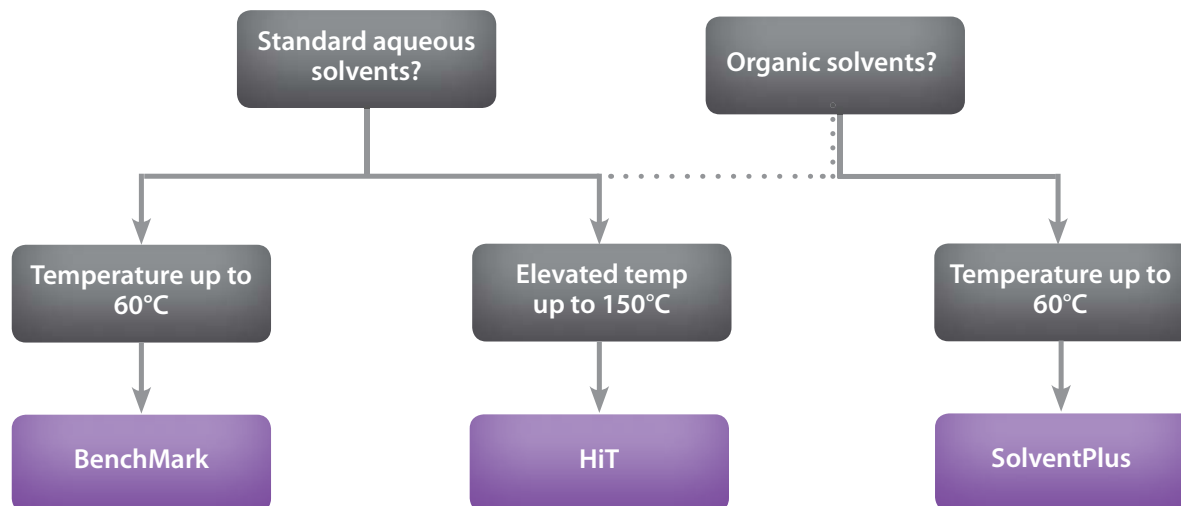 Standard aqueous
solvents?
Organic solvents?
Temperature up to
60°C
Elevated temp
up to 150°C
Temperature up to
60°C
BenchMark
HiT
SolventPlus